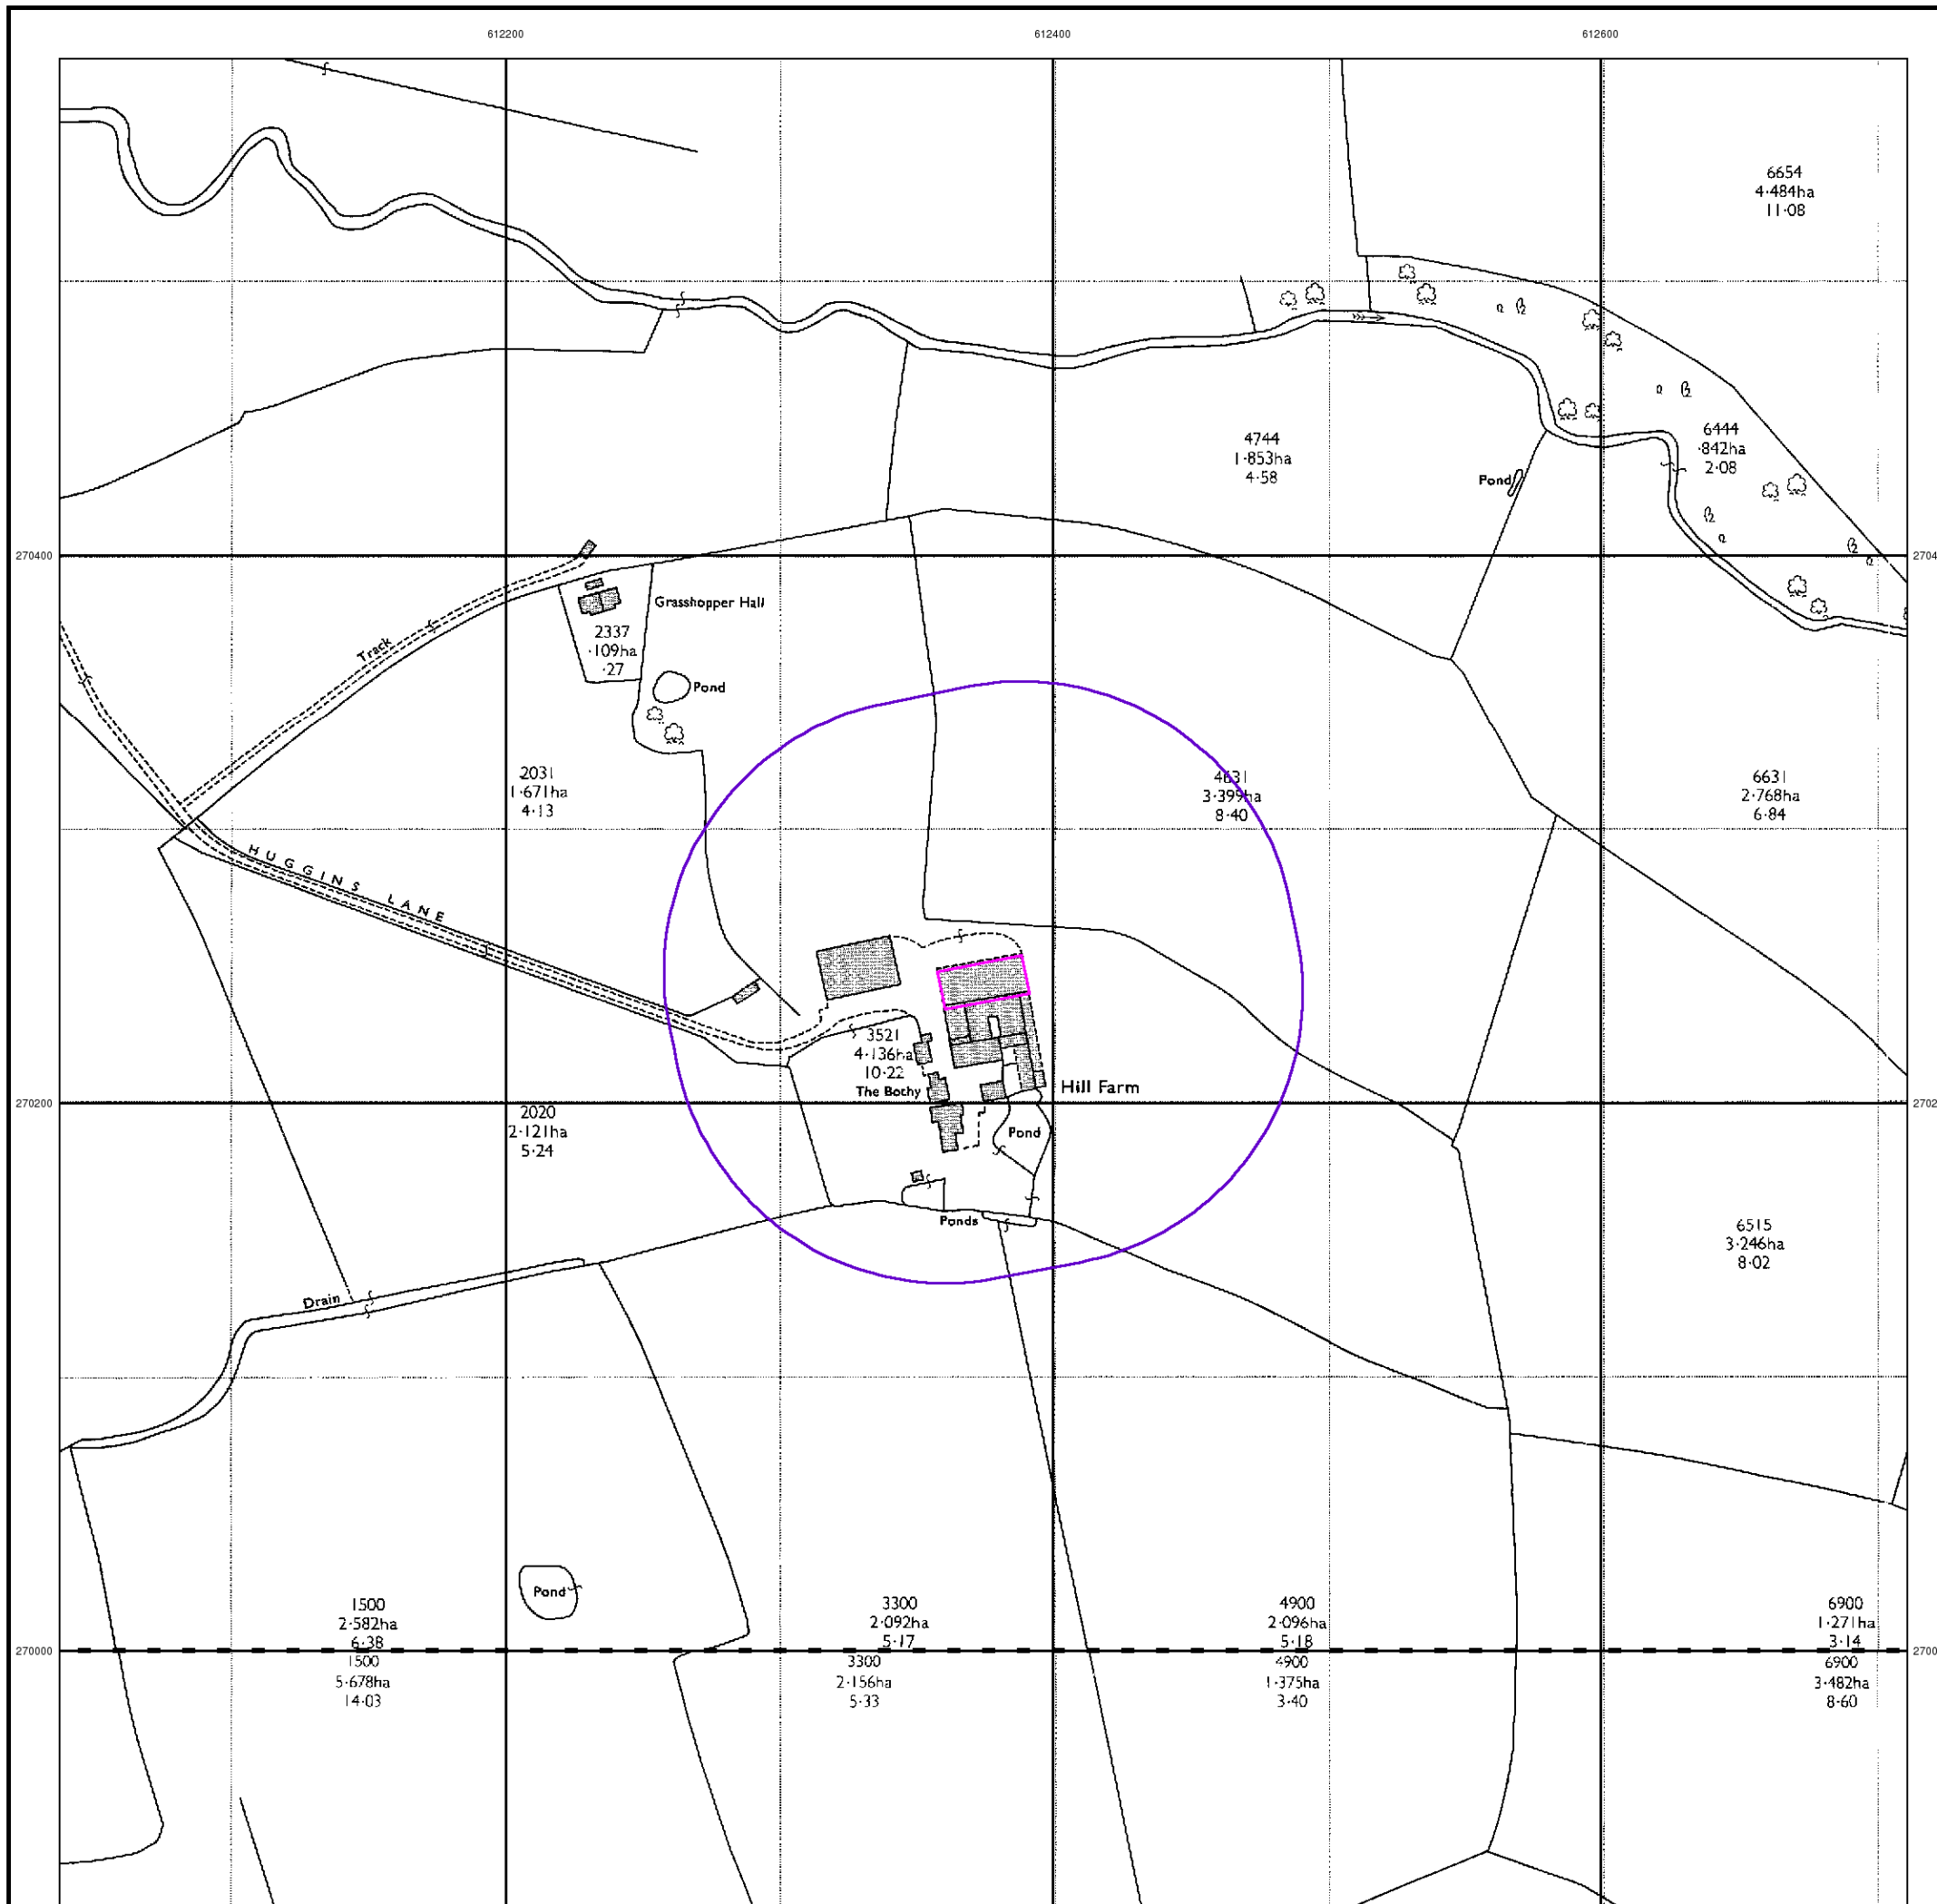 612200
612400
612600
6654
4·484ha
11·08
4744
1·853ha
4·58
6444
·842ha
2·08
Pond
270400
2704
Grasshopper Hall
2337
·109ha
·27
Track
Pond
2031
1·671ha
4·13
4631
3·399ha
8·40
6631
2·768ha
6·84
HUGGINS LANE
3521
4·136ha
10·22
The Bothy
Hill Farm
270200
2702
2020
2·121ha
5·24
Pond
Ponds
6515
3·246ha
8·02
Drain
Pond
1500
2·582ha
6·38
3300
2·092ha
5·17
4900
2·096ha
5·18
6900
1·271ha
3·14
270000
2700
1500
5·678ha
14·03
3300
2·156ha
5·33
4900
1·375ha
3·40
6900
3·482ha
8·60